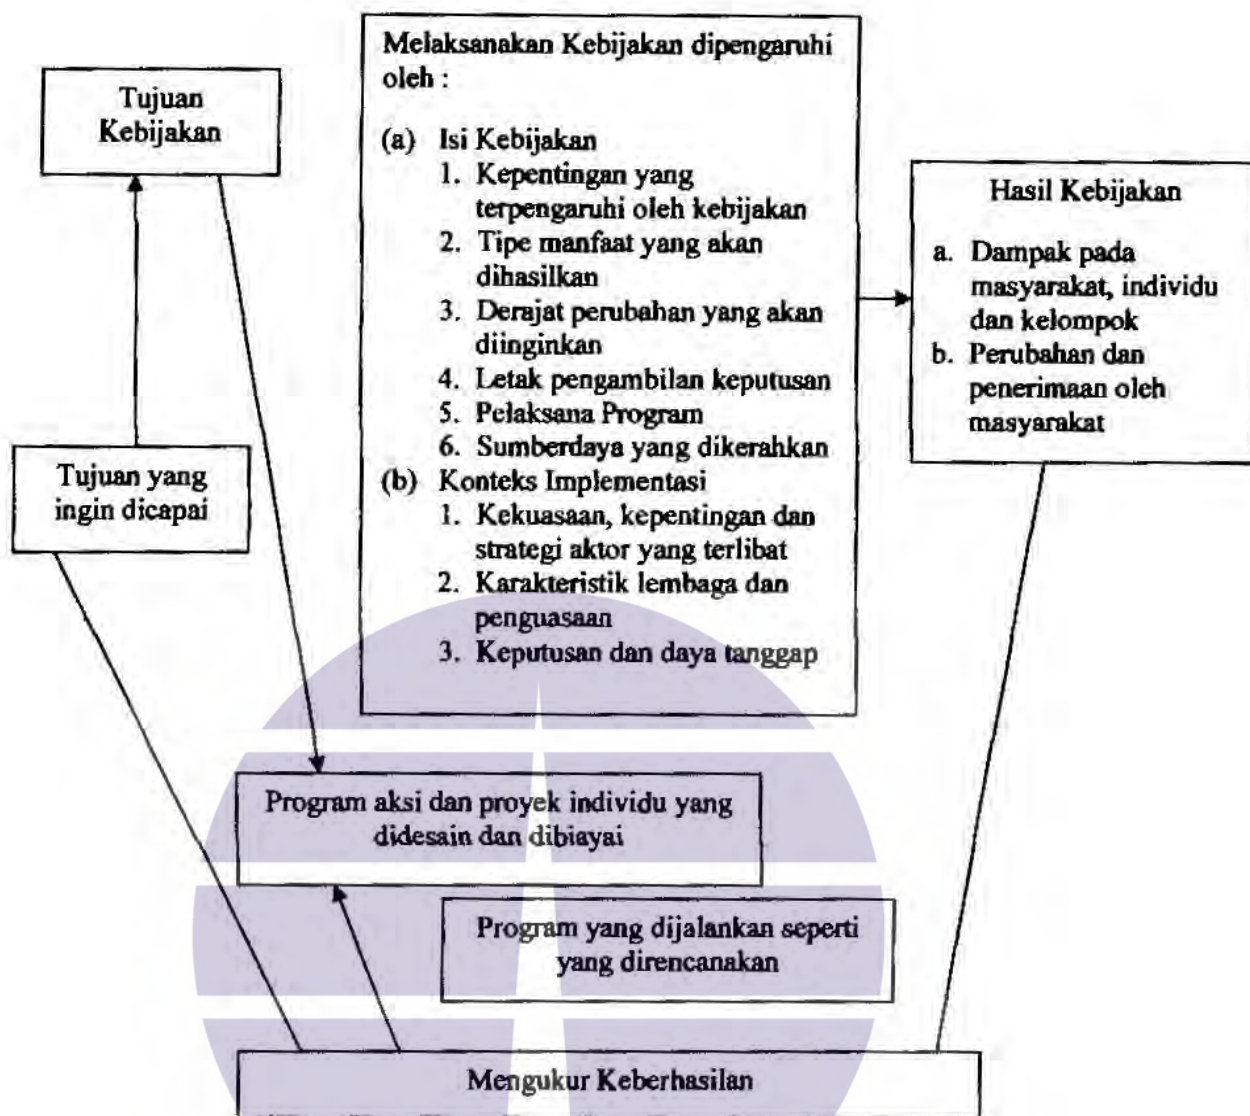 Tujuan
Kebijakan
Melaksanakan Kebijakan dipengaruhi
oleh :
(a) Isi Kebijakan
1. Kepentingan yang
terpengaruhi oleh kebijakan
2. Tipe manfaat yang akan
dihasilkan
3. Derajat perubahan yang akan
diinginkan
4. Letak pengambilan keputusan
5. Pelaksana Program
6. Sumberdaya yang dikerahkan
(b) Konteks Implementasi
1. Kekuasaan, kepentingan dan
strategi aktor yang terlibat
2. Karakteristik lembaga dan
penguasaan
3. Keputusan dan daya tanggap
Hasil Kebijakan
a. Dampak pada
masyarakat, individu
dan kelompok
b. Perubahan dan
penerimaan oleh
masyarakat
Tujuan yang
ingin dicapai
Program aksi dan proyek individu yang
didesain dan dibiayai
Program yang dijalankan seperti
yang direncanakan
Mengukur Keberhasilan